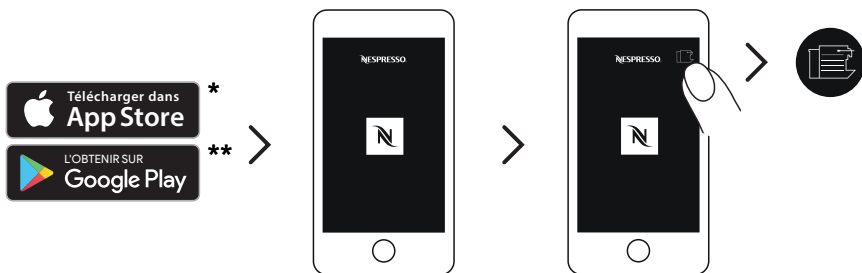 Télécharger dans
App Store
*
L'OBTENIR SUR
Google Play
**
NESPRESSO
N
NESPRESSO
N